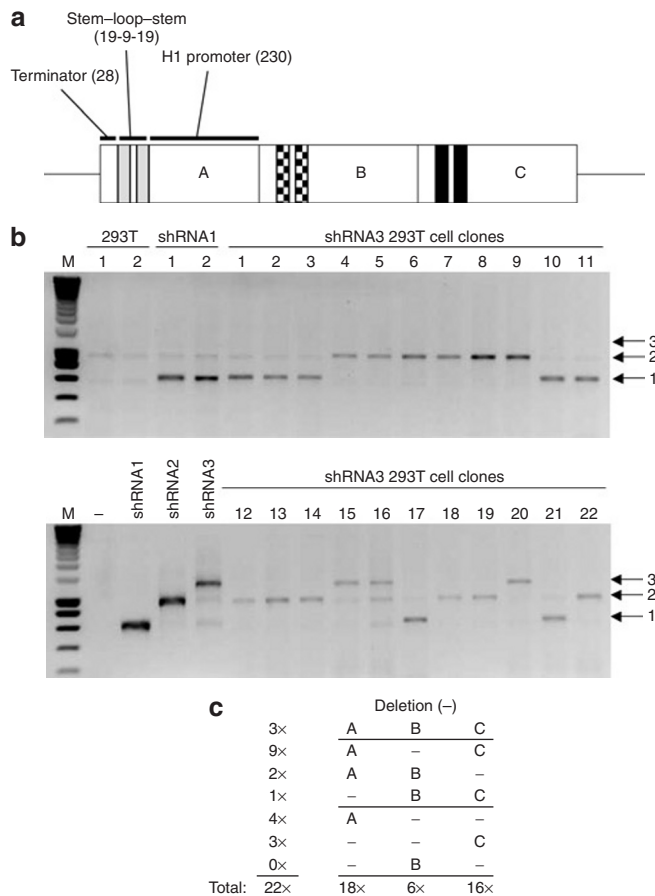 a
Stem–loop–stem
(19-9-19)
H1 promoter (230)
Terminator (28)
A B C
b
293T shRNA1 shRNA3 293T cell clones
M 1 2 1 2 1 2 3 4 5 6 7 8 9 10 11
3
2
1
shRNA1 shRNA2 shRNA3 shRNA3 293T cell clones
M – 12 13 14 15 16 17 18 19 20 21 22
3
2
1
c
Deletion (–)
3× A B C
9× A – C
2× A B –
1× – B C
4× A – –
3× – – C
0× – B –
Total: 22× 18× 6× 16×